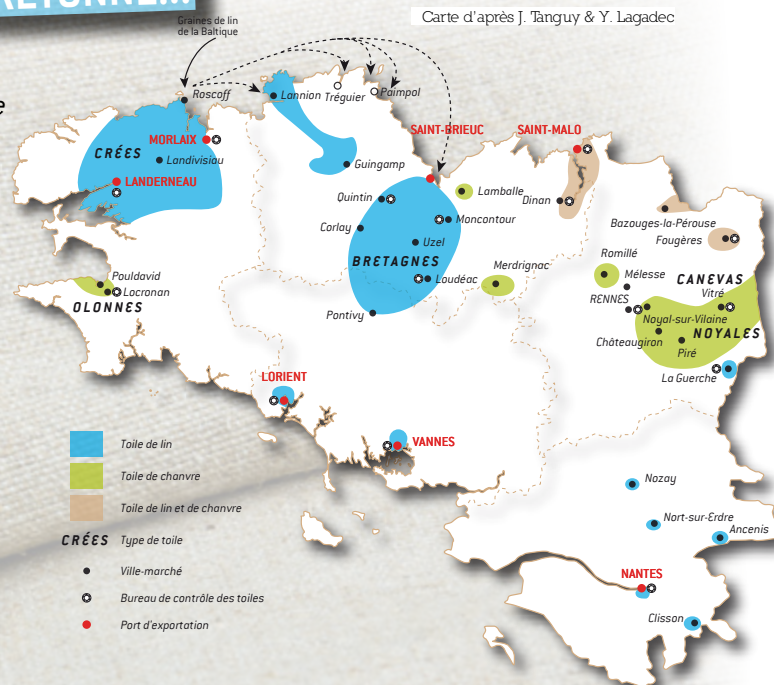 Carte d'après J. Tanguy & Y. Lagadec
Graines de lin
de la Baltique
Roscoff
Lannion
Tréguier
Paimpol
MORLAIX
SAINT-BRIEUC
SAINT-MALO
CRÉES
Landivisiau
LANDERNEAU
Guingamp
Quintin
Lamballe
Dinan
Moncontour
Corlay
Uzel
BRETAGNES
Loudéac
Merdrignac
Pontivy
Bazouges-la-Pérouse
Fougères
Romillé
Mélesse
CANEVAS
RENNES
Vitré
Noyal-sur-Vilaine
NOYALES
Châteaugiron
Piré
La Guerche
Pouldavid
Locronan
OLONNES
LORIENT
VANNES
Nozay
Nort-sur-Erdre
Ancenis
NANTES
Clisson
Toile de lin
Toile de chanvre
Toile de lin et de chanvre
CRÉES Type de toile
Ville-marché
Bureau de contrôle des toiles
Port d'exportation